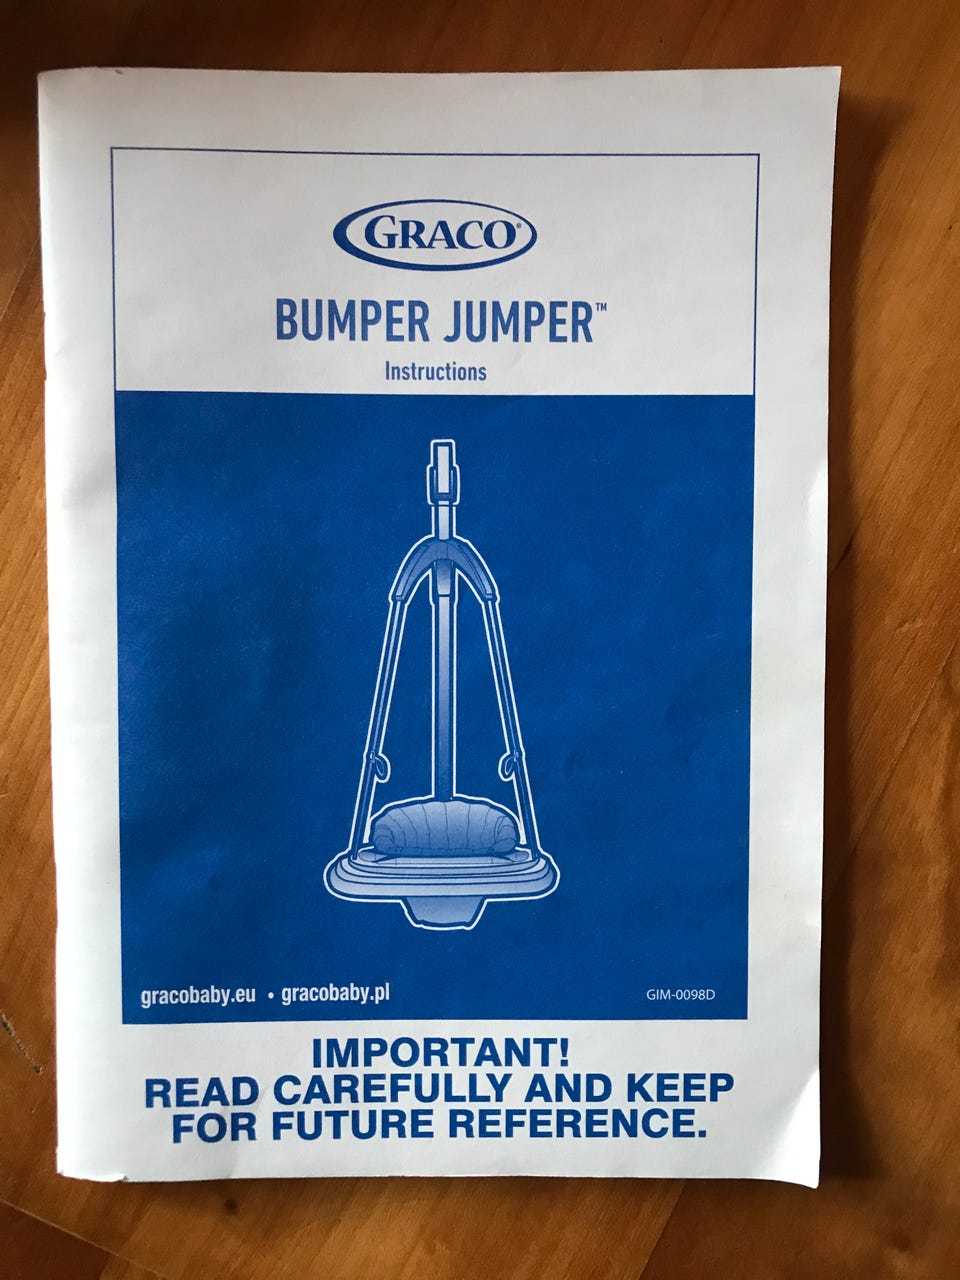 GRACO®
BUMPER JUMPER™
Instructions
gracobaby.eu • gracobaby.pl
GIM-0098D
IMPORTANT!
READ CAREFULLY AND KEEP
FOR FUTURE REFERENCE.